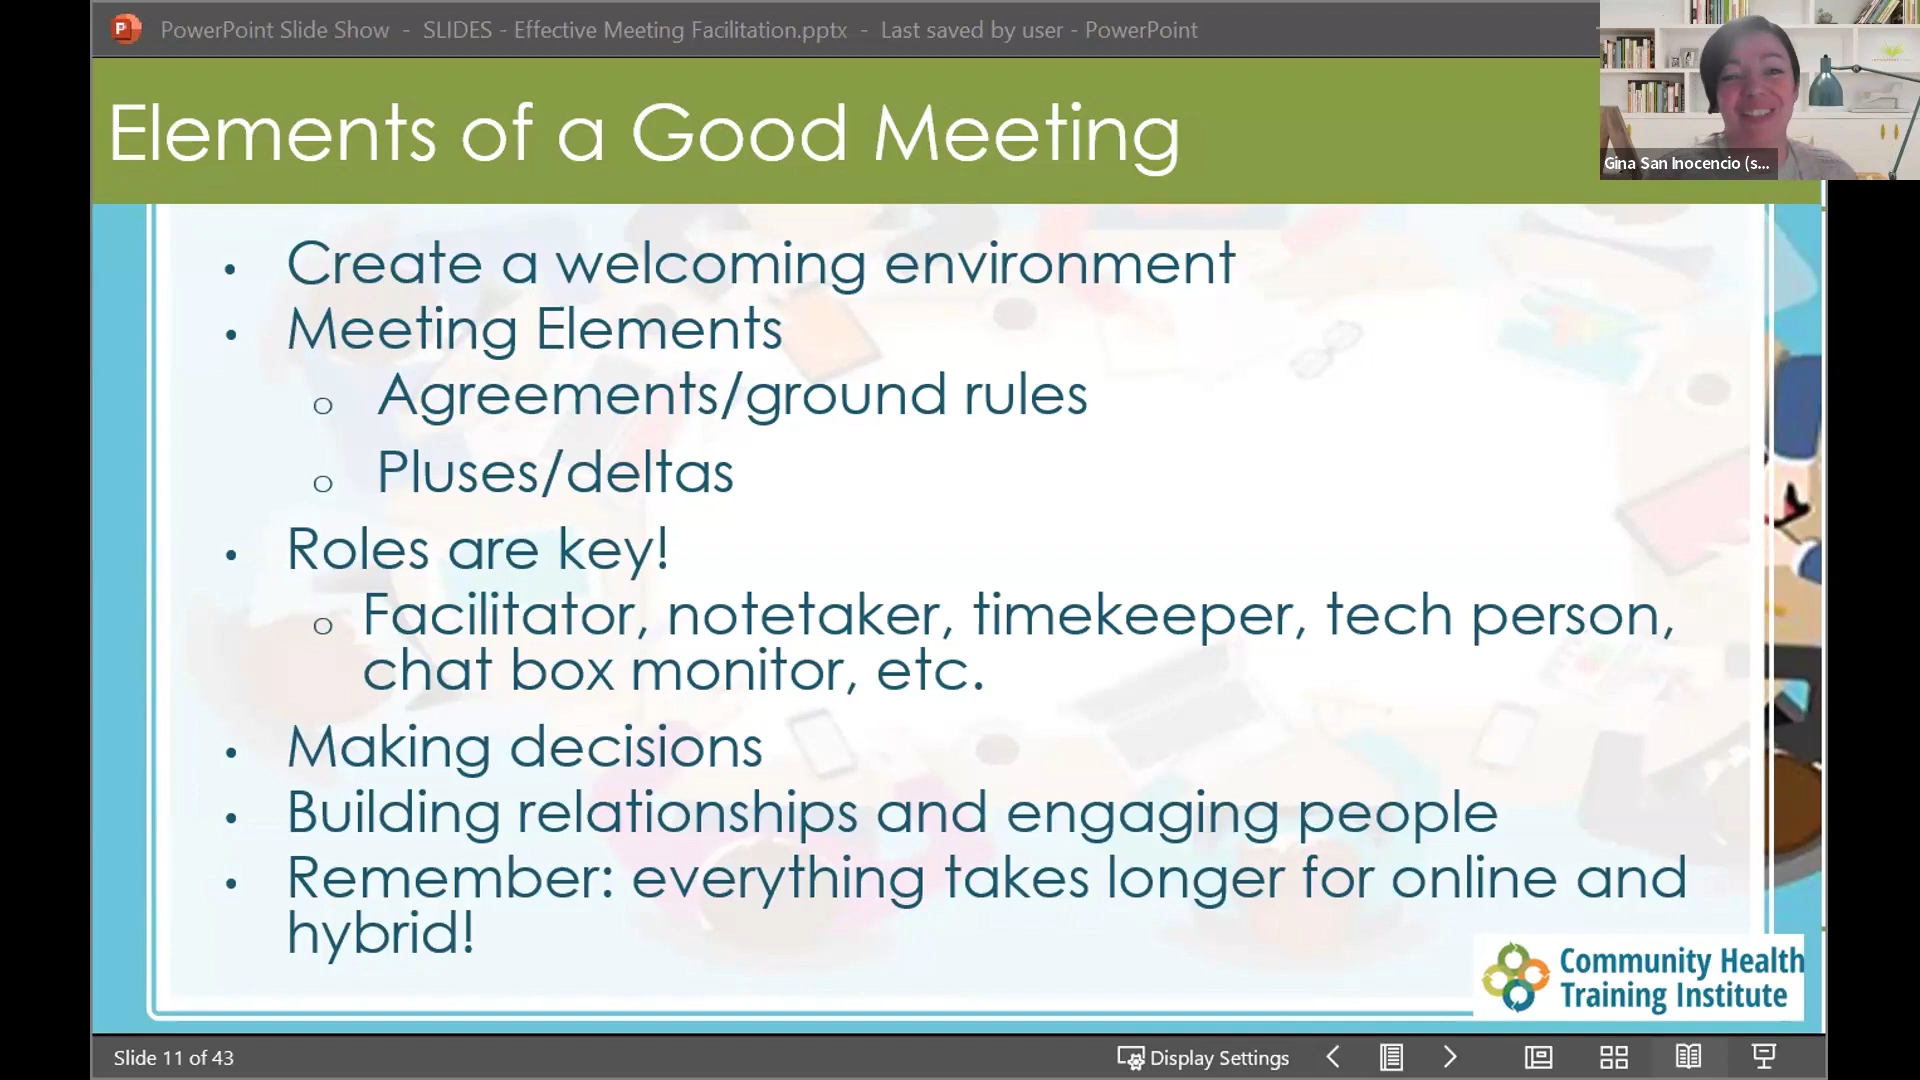 PowerPoint Slide Show - SLIDES - Effective Meeting Facilitation.pptx - Last saved by user - PowerPoint
Gina San Inocencio (s...
Elements of a Good Meeting
• Create a welcoming environment
• Meeting Elements
o Agreements/ground rules
o Pluses/deltas
• Roles are key!
o Facilitator, notetaker, timekeeper, tech person,
chat box monitor, etc.
• Making decisions
• Building relationships and engaging people
• Remember: everything takes longer for online and
hybrid!
Community Health
Training Institute
Slide 11 of 43
Display Settings